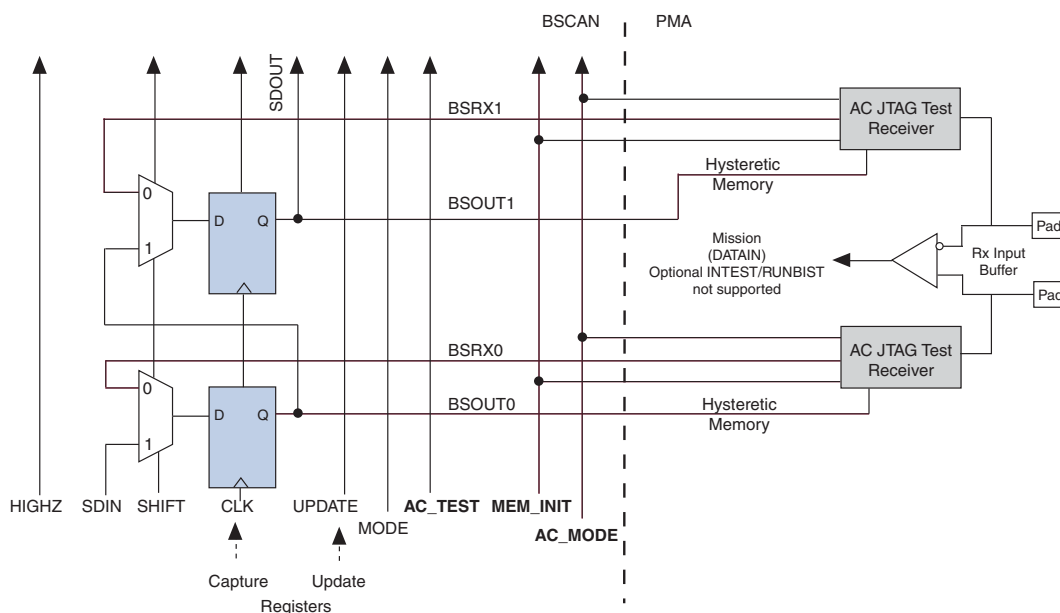 BSCAN
PMA
SDOUT
BSRX1
AC JTAG Test
Receiver
0
Hysteretic
Memory
D Q
BSOUT1
1
Pad
Mission
(DATAIN)
Optional INTEST/RUNBIST
not supported
Rx Input
Buffer
Pad
BSRX0
AC JTAG Test
Receiver
0
D Q
BSOUT0
Hysteretic
Memory
1
HIGHZ
SDIN
SHIFT
CLK
UPDATE
MODE
AC_TEST
MEM_INIT
AC_MODE
Capture
Update
Registers